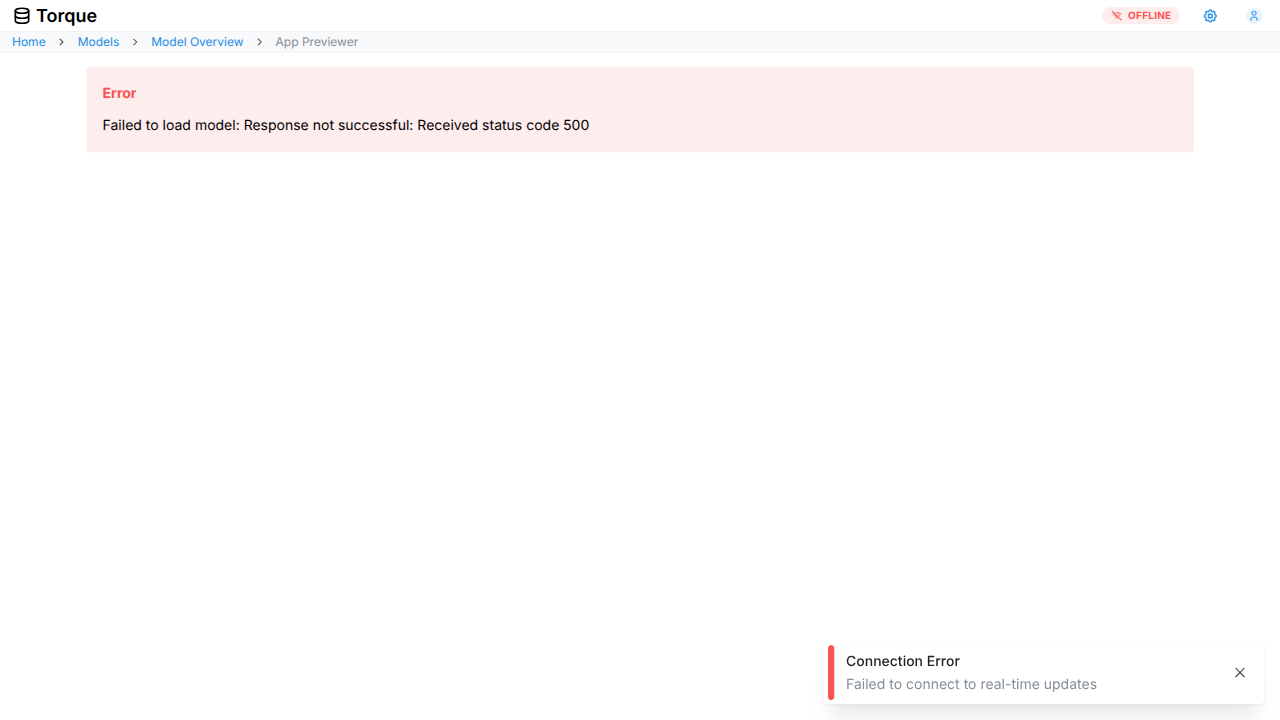 Torque
OFFLINE
Home > Models > Model Overview > App Previewer
Error
Failed to load model: Response not successful: Received status code 500
Connection Error
Failed to connect to real-time updates